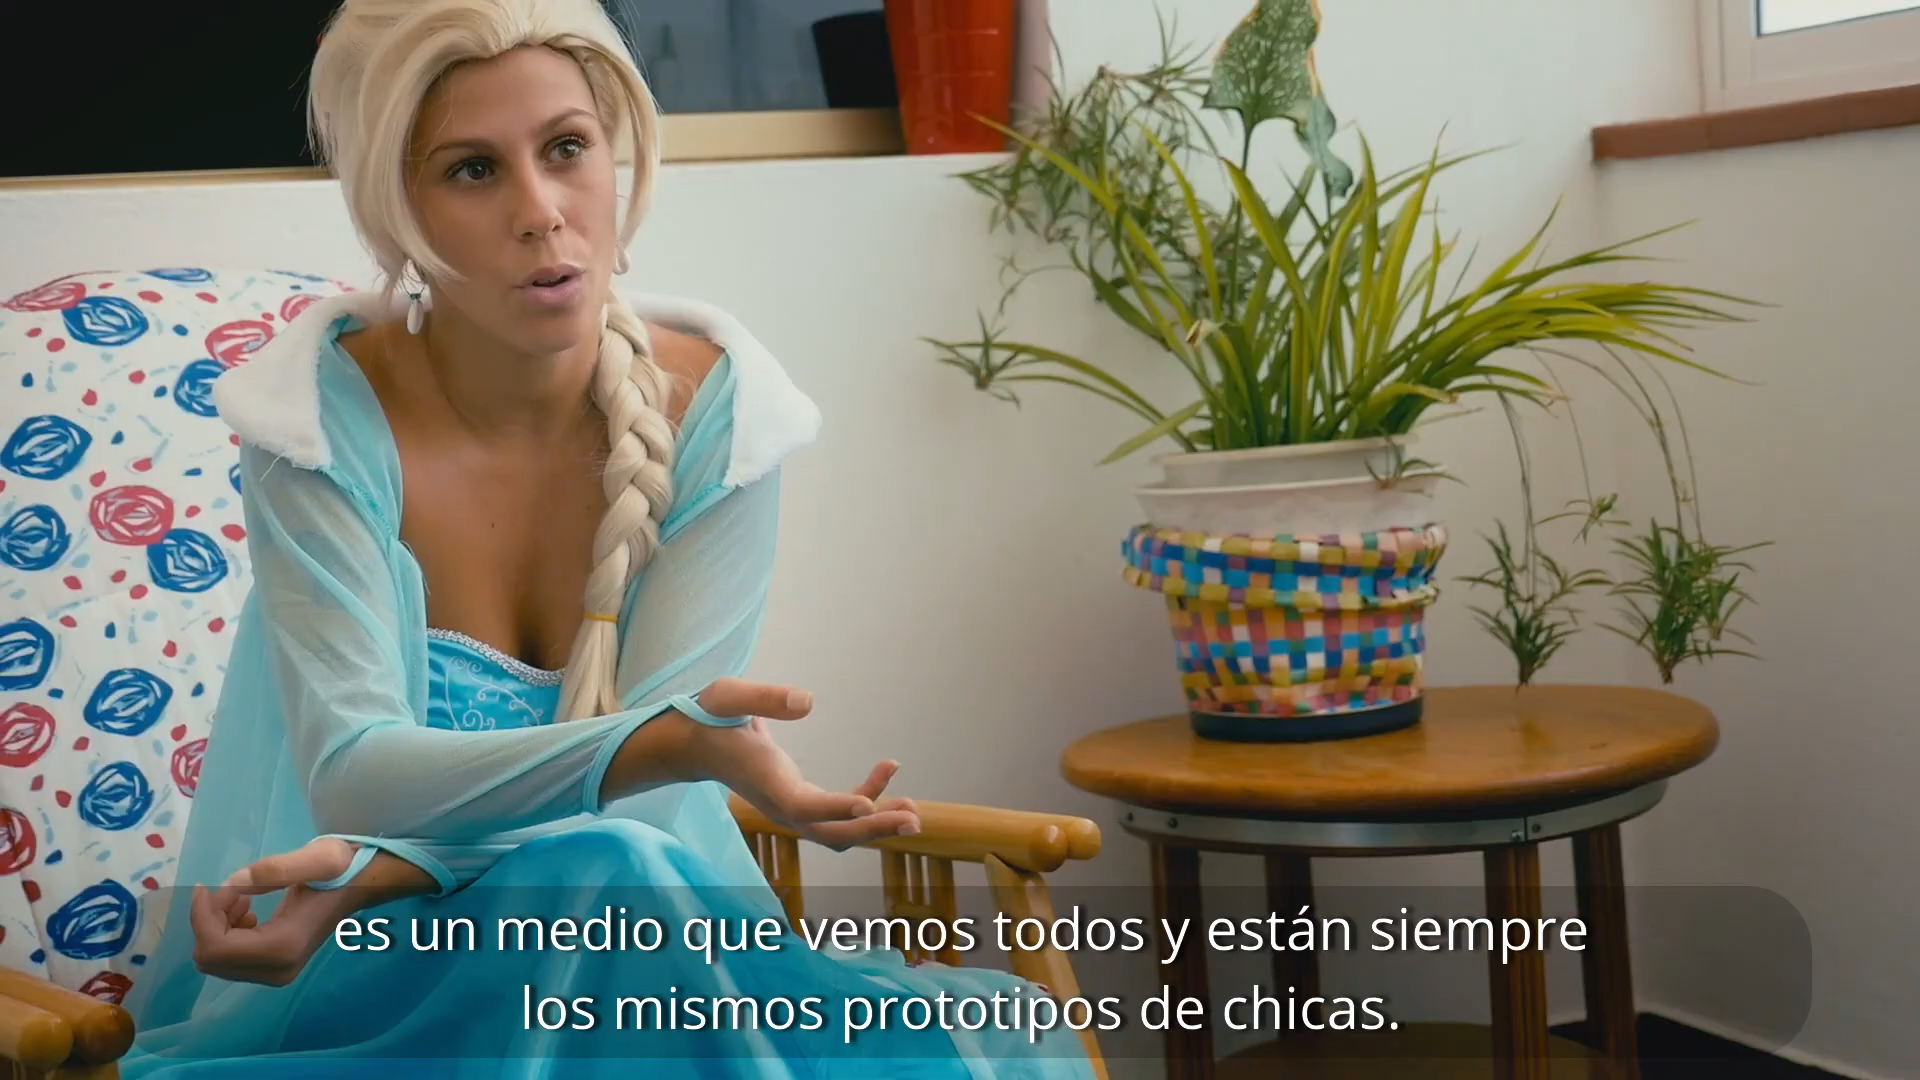 es un medio que vemos todos y están siempre
los mismos prototipos de chicas.